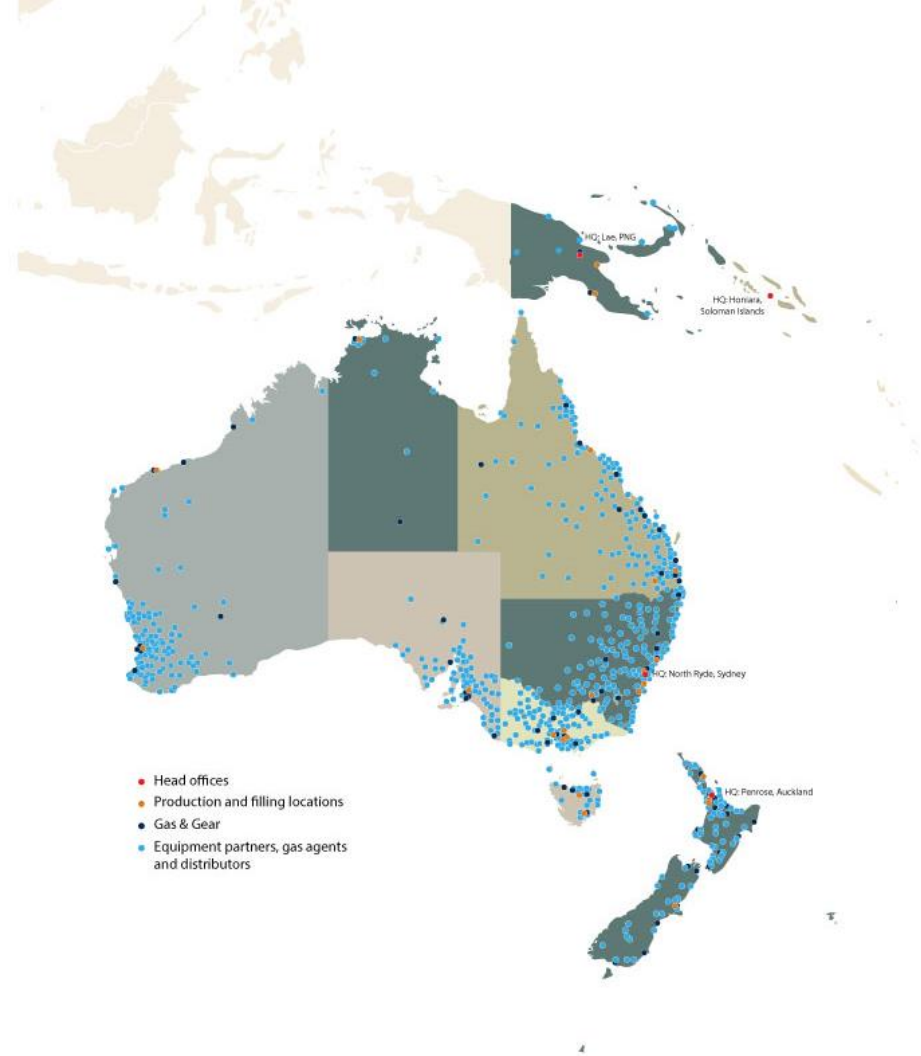 HQ: Lae, PNG
HQ: Honiara,
Soloman Islands
HQ: North Ryde, Sydney
HQ: Penrose, Auckland
Head offices
Production and filling locations
Gas & Gear
Equipment partners, gas agents
and distributors